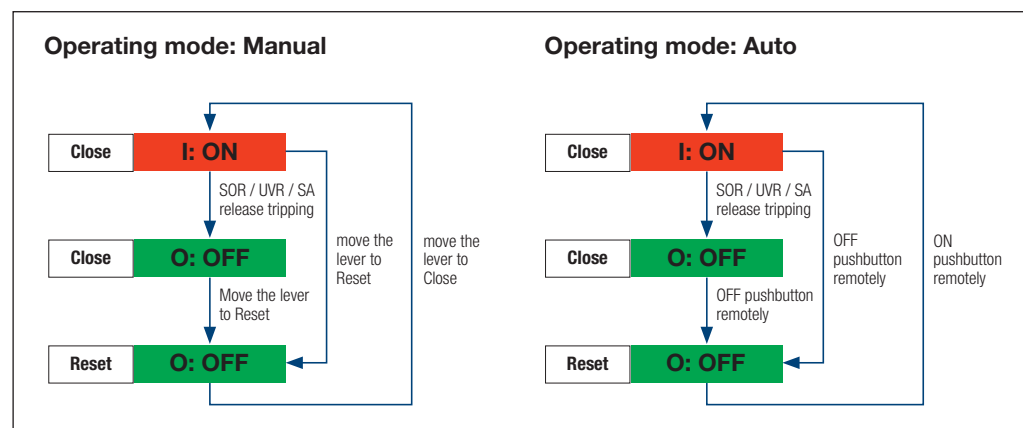 Operating mode: Manual
Close
I: ON
SOR / UVR / SA
release tripping
Close
O: OFF
move the
lever to
Reset
move the
lever to
Close
Move the lever
to Reset
Reset
O: OFF
Operating mode: Auto
Close
I: ON
SOR / UVR / SA
release tripping
Close
O: OFF
OFF
pushbutton
remotely
ON
pushbutton
remotely
OFF pushbutton
remotely
Reset
O: OFF